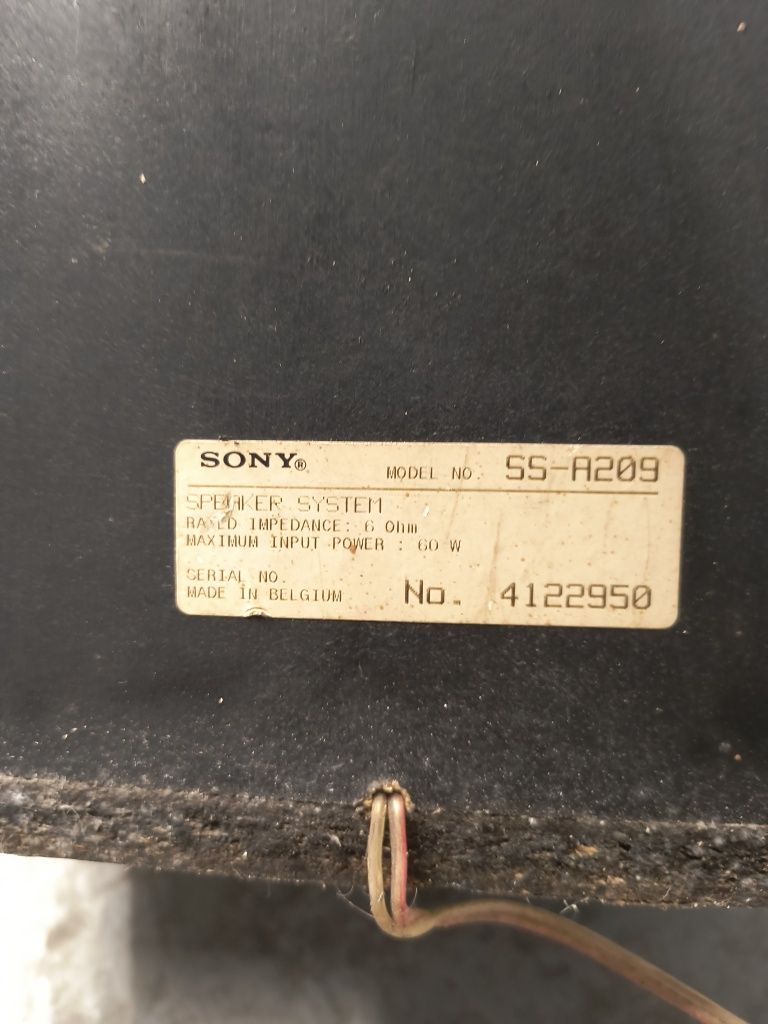 SONY®
MODEL NO. SS-A209
SPEAKER SYSTEM
RATED IMPEDANCE: 6 Ohm
MAXIMUM INPUT POWER : 60 W
SERIAL NO.
MADE IN BELGIUM No. 4122950